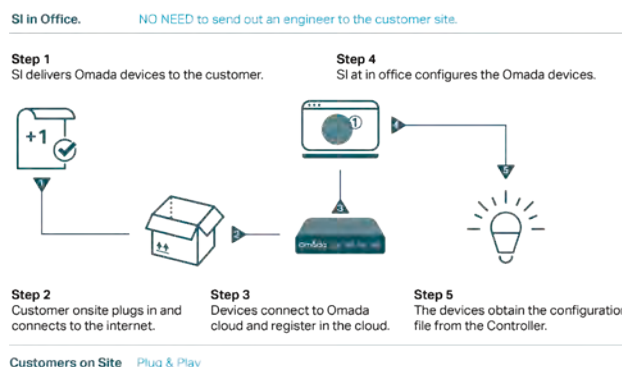 SI in Office. NO NEED to send out an engineer to the customer site.
Step 1
SI delivers Omada devices to the customer.
Step 4
SI at in office configures the Omada devices.
+1
1
1
2
3
4
5
omada
Step 2
Customer onsite plugs in and
connects to the internet.
Step 3
Devices connect to Omada
cloud and register in the cloud.
Step 5
The devices obtain the configuration
file from the Controller.
Customers on Site Plug & Play